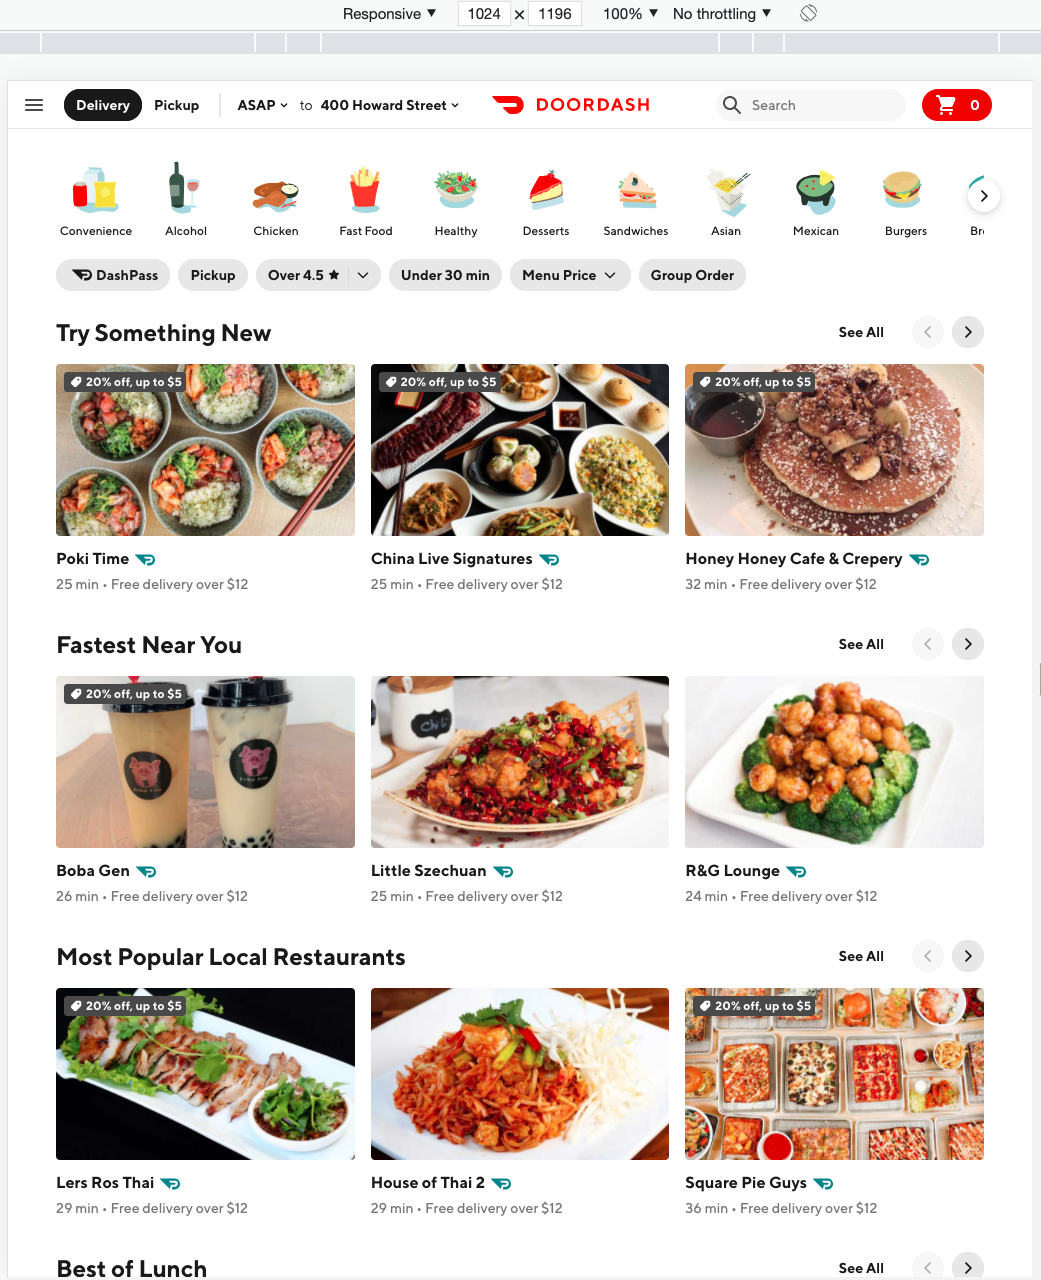 Responsive ▼ 1024 × 1196 100% ▼ No throttling ▼
Delivery Pickup ASAP to 400 Howard Street DOORDASH Search 0
Convenience Alcohol Chicken Fast Food Healthy Desserts Sandwiches Asian Mexican Burgers Bre
DashPass Pickup Over 4.5 ★ Under 30 min Menu Price Group Order
Try Something New See All
20% off, up to $5 20% off, up to $5 20% off, up to $5
Poki Time China Live Signatures Honey Honey Cafe & Crepery
25 min • Free delivery over $12 25 min • Free delivery over $12 32 min • Free delivery over $12
Fastest Near You See All
20% off, up to $5
Chili
Boba Gen Little Szechuan R&G Lounge
26 min • Free delivery over $12 25 min • Free delivery over $12 24 min • Free delivery over $12
Most Popular Local Restaurants See All
20% off, up to $5 20% off, up to $5
Lers Ros Thai House of Thai 2 Square Pie Guys
29 min • Free delivery over $12 29 min • Free delivery over $12 36 min • Free delivery over $12
Best of Lunch See All